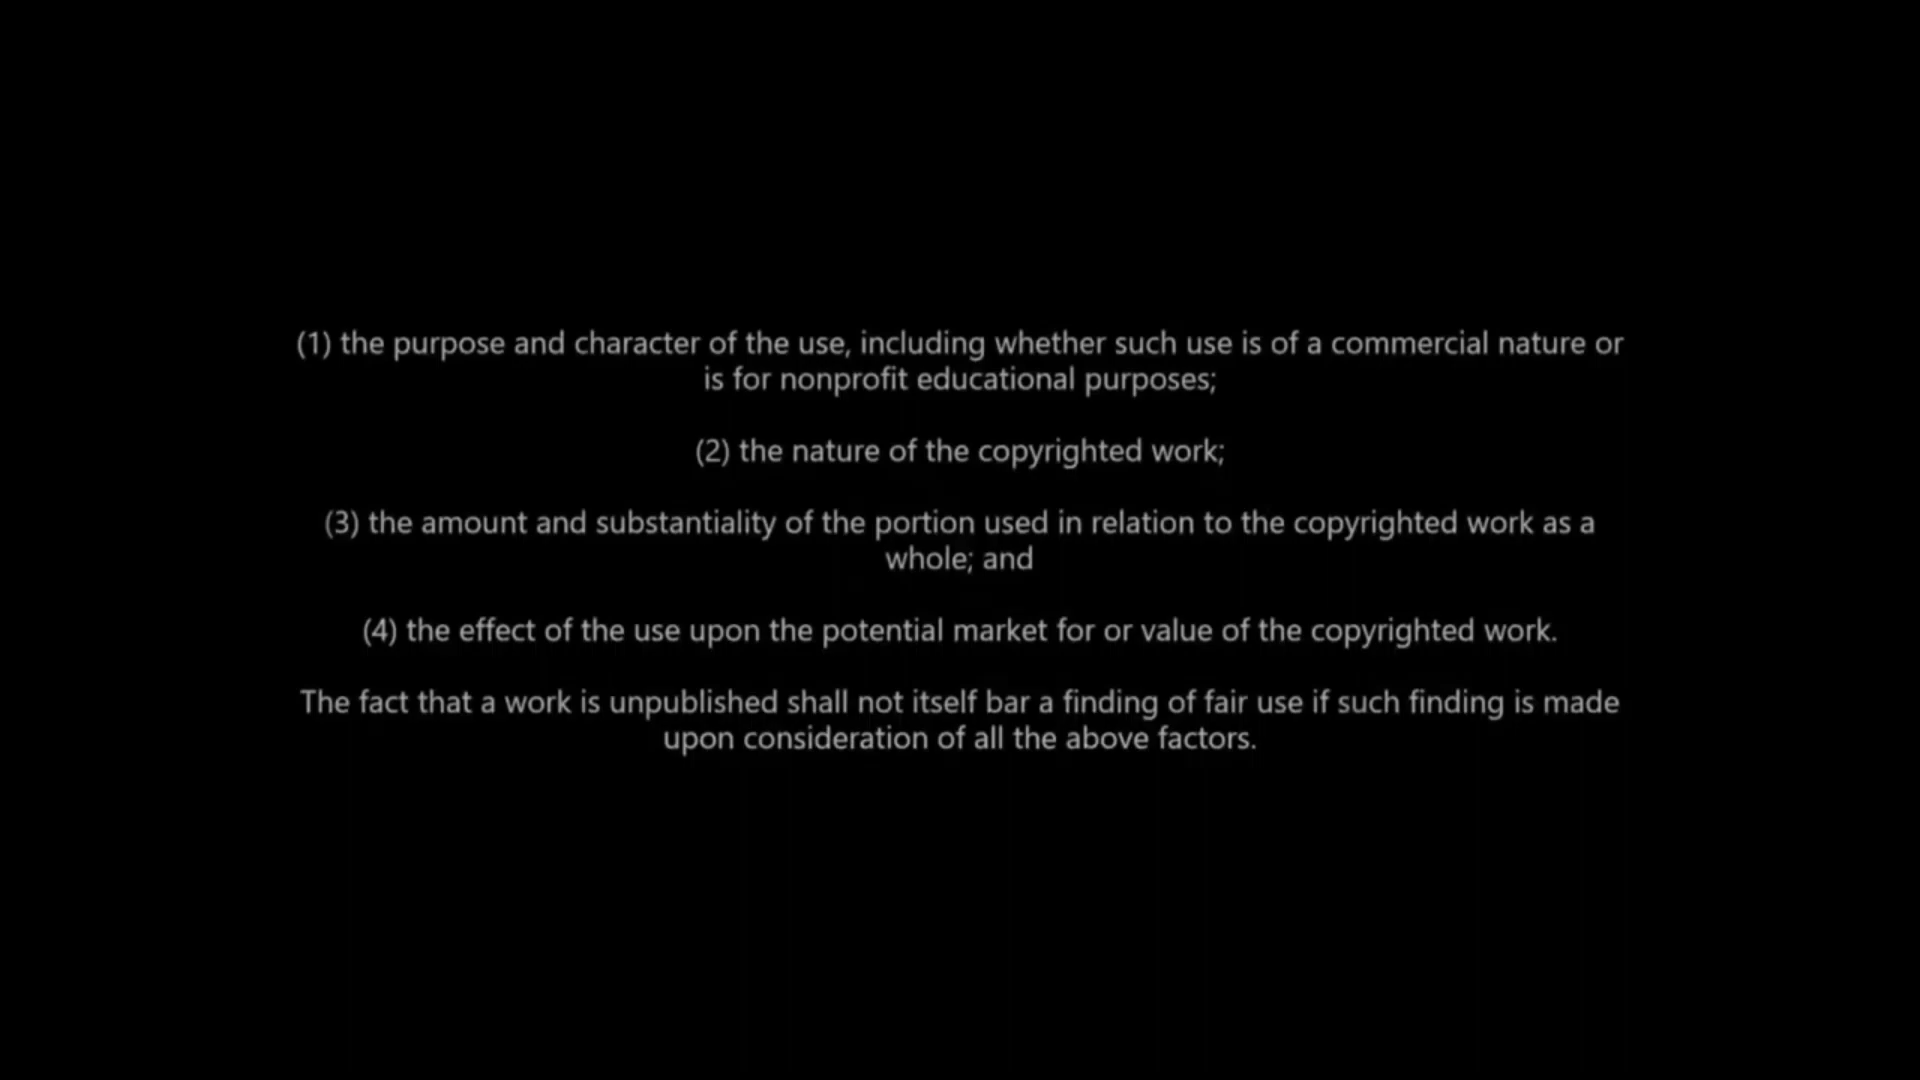 (1) the purpose and character of the use, including whether such use is of a commercial nature or
is for nonprofit educational purposes;
(2) the nature of the copyrighted work;
(3) the amount and substantiality of the portion used in relation to the copyrighted work as a
whole; and
(4) the effect of the use upon the potential market for or value of the copyrighted work.
The fact that a work is unpublished shall not itself bar a finding of fair use if such finding is made
upon consideration of all the above factors.